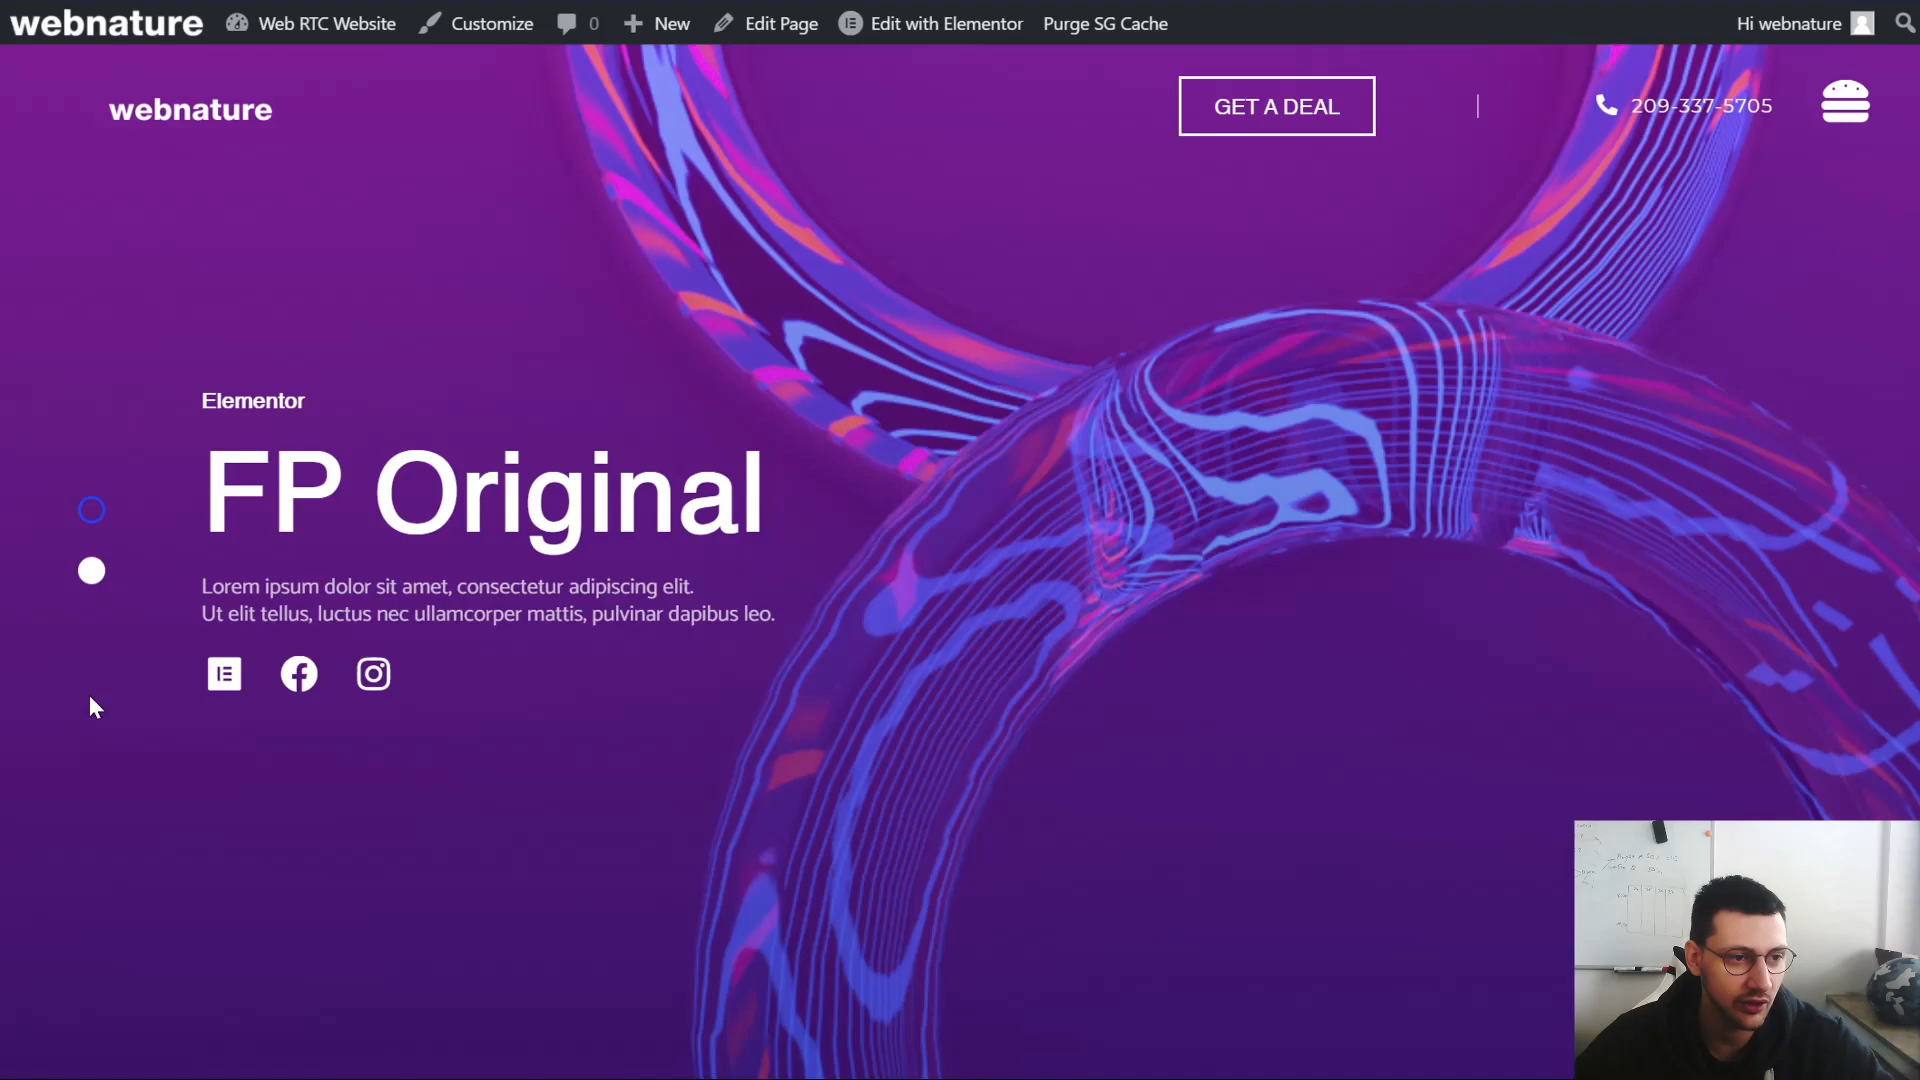 webnature Web RTC Website Customize 0 New Edit Page Edit with Elementor Purge SG Cache Hi webnature
webnature GET A DEAL 209-337-5705
Elementor
FP Original
Lorem ipsum dolor sit amet, consectetur adipiscing elit.
Ut elit tellus, luctus nec ullamcorper mattis, pulvinar dapibus leo.